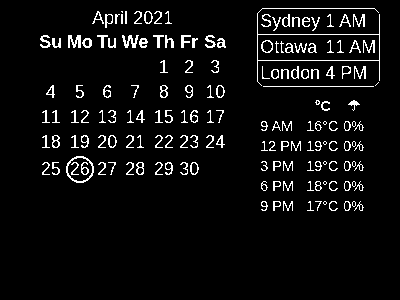 April 2021
Su Mo Tu We Th Fr Sa
1 2 3
4 5 6 7 8 9 10
11 12 13 14 15 16 17
18 19 20 21 22 23 24
25 26 27 28 29 30
Sydney 1 AM
Ottawa 11 AM
London 4 PM
°C ☂
9 AM 16°C 0%
12 PM 19°C 0%
3 PM 19°C 0%
6 PM 18°C 0%
9 PM 17°C 0%